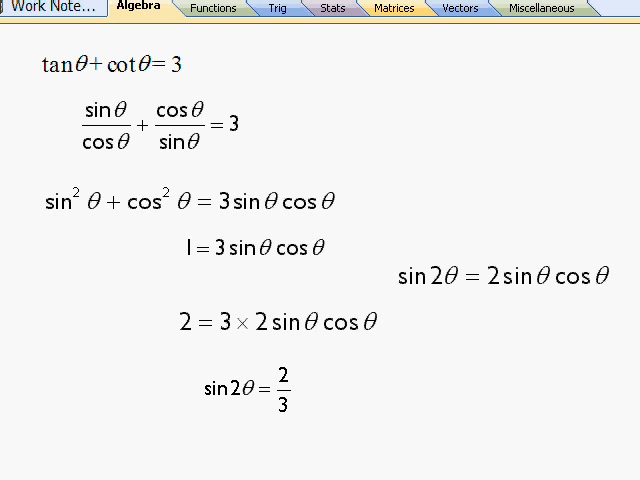 Work Note... Algebra Functions Trig Stats Matrices Vectors Miscellaneous
tanθ + cotθ = 3
sinθ/cosθ + cosθ/sinθ = 3
sin² θ + cos² θ = 3 sinθ cosθ
1 = 3 sinθ cosθ
sin 2θ = 2 sinθ cosθ
2 = 3 × 2 sinθ cosθ
sin2θ = 2/3